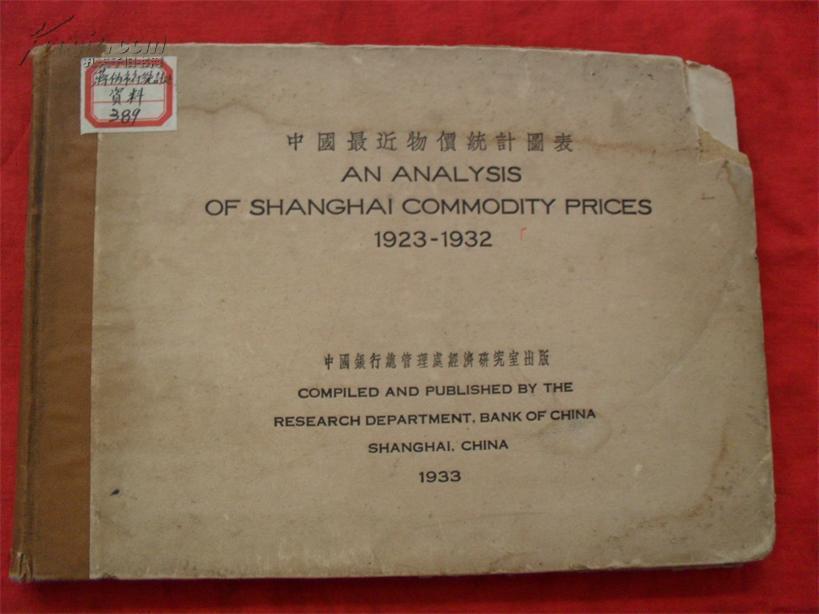 资料
389
中國最近物價統計圖表
AN ANALYSIS
OF SHANGHAI COMMODITY PRICES
1923-1932
中國銀行總管理處經濟研究室出版
COMPILED AND PUBLISHED BY THE
RESEARCH DEPARTMENT, BANK OF CHINA
SHANGHAI, CHINA
1933